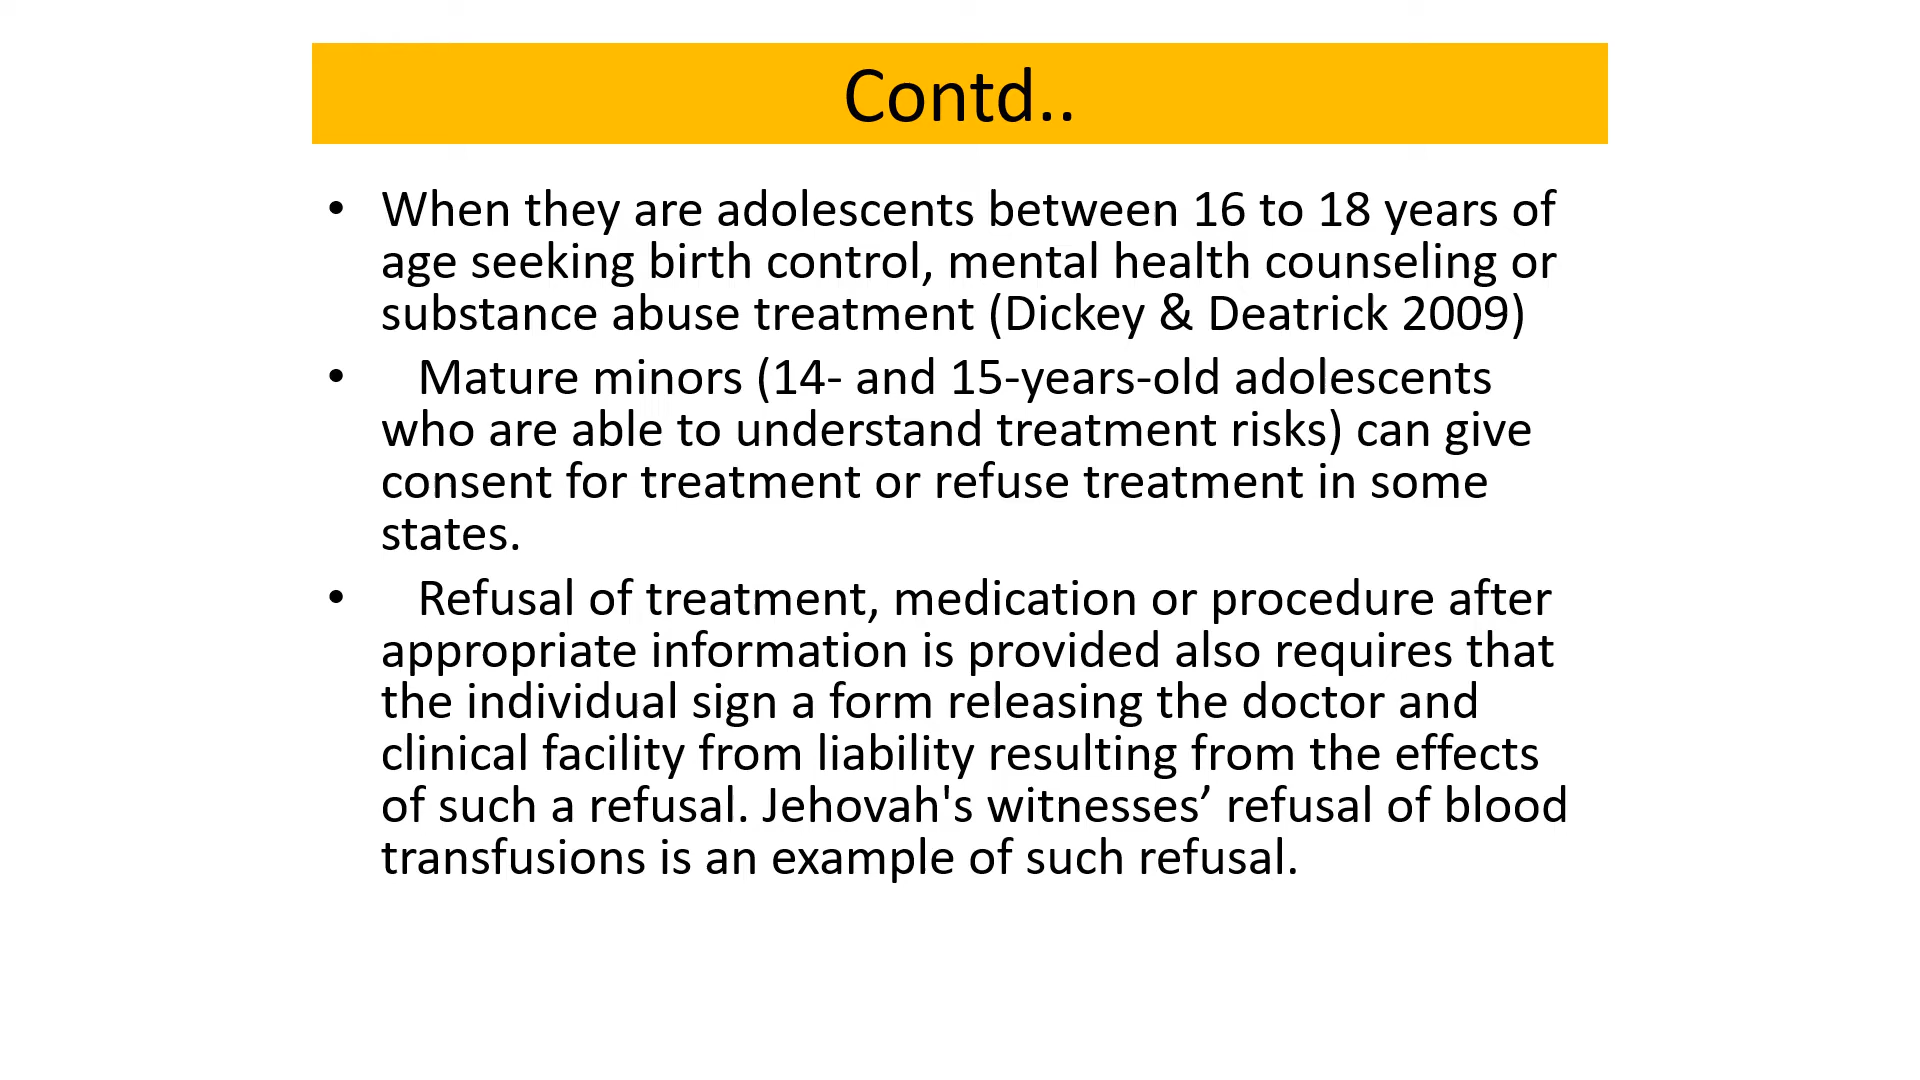 Contd..
• When they are adolescents between 16 to 18 years of
age seeking birth control, mental health counseling or
substance abuse treatment (Dickey & Deatrick 2009)
• Mature minors (14- and 15-years-old adolescents
who are able to understand treatment risks) can give
consent for treatment or refuse treatment in some
states.
• Refusal of treatment, medication or procedure after
appropriate information is provided also requires that
the individual sign a form releasing the doctor and
clinical facility from liability resulting from the effects
of such a refusal. Jehovah's witnesses’ refusal of blood
transfusions is an example of such refusal.